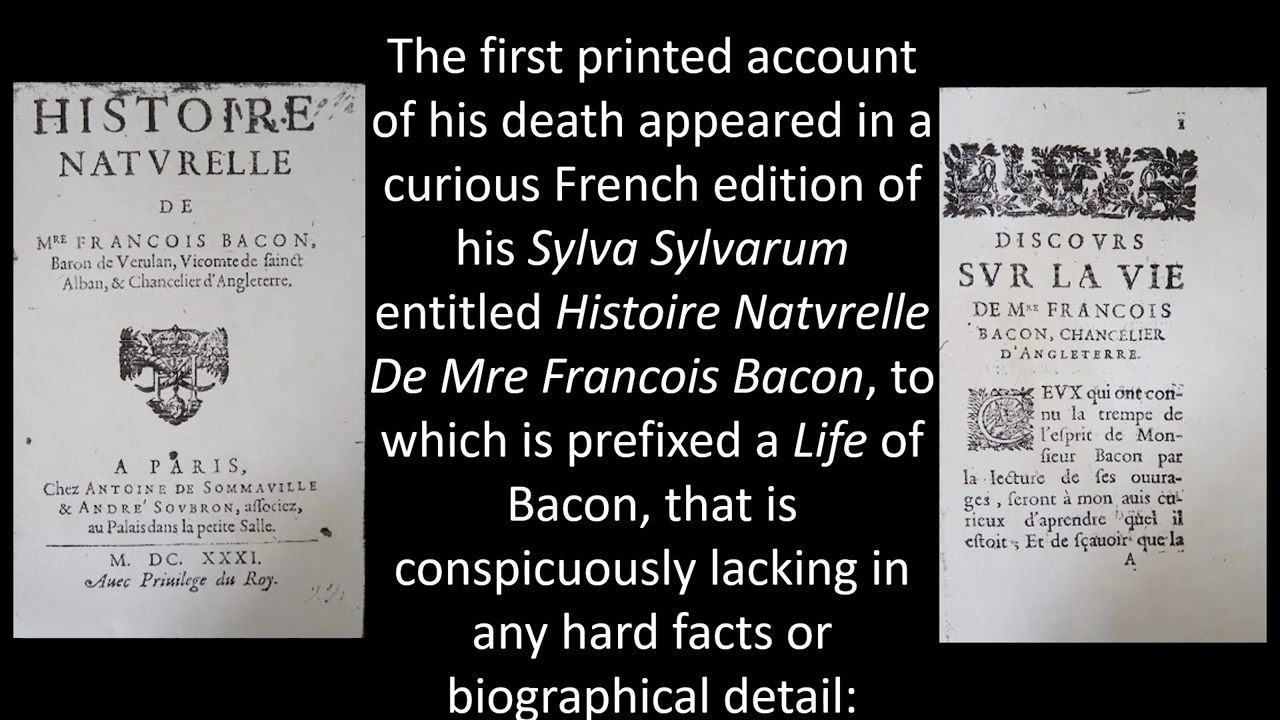 HISTOIRE
NATVRELLE
DE
MRE FRANCOIS BACON,
Baron de Verulan, Vicomte de sainct
Alban, & Chancelier d'Angleterre.
A PARIS,
Chez ANTOINE DE SOMMAVILLE
& ANDRE' SOVBRON, associez,
au Palais dans la petite Salle.
M. DC. XXXI.
Auec Priuilege du Roy.
The first printed account
of his death appeared in a
curious French edition of
his Sylva Sylvarum
entitled Histoire Natvrelle
De Mre Francois Bacon, to
which is prefixed a Life of
Bacon, that is
conspicuously lacking in
any hard facts or
biographical detail:
1
DISCOVRS
SVR LA VIE
DE MRE FRANCOIS
BACON, CHANCELIER
D'ANGLETERRE.
CEVX qui ont con-
nu la trempe de
l'esprit de Mon-
sieur Bacon par
la lecture de ses ouura-
ges, seront à mon auis cu-
rieux d'aprendre quel il
estoit; Et de sçauoir que la
A